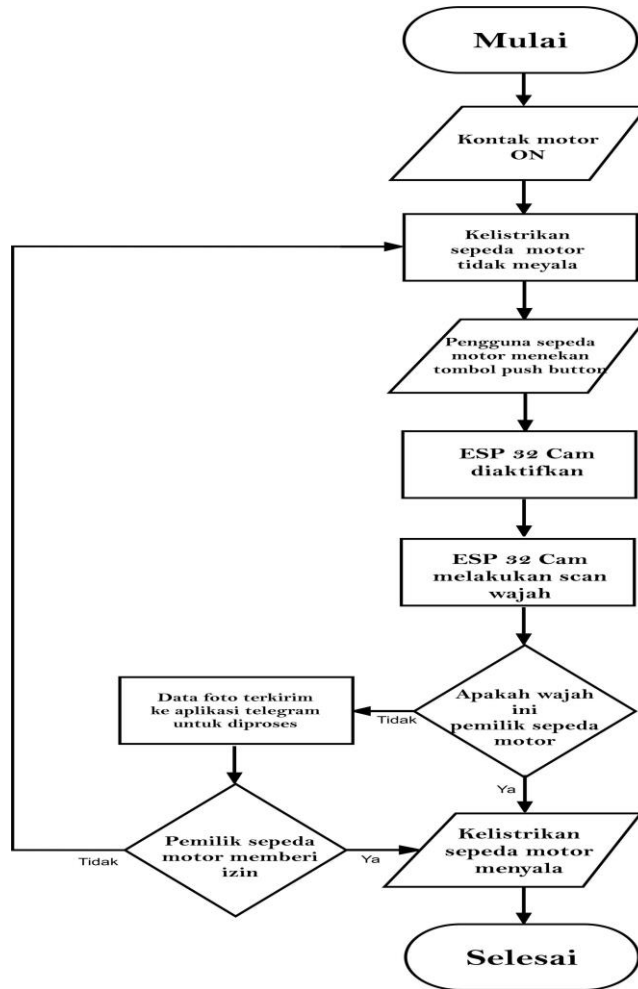 Mulai
Kontak motor
ON
Kelistrikan
sepeda motor
tidak meyala
Pengguna sepeda
motor menekan
tombol push button
ESP 32 Cam
diaktifkan
ESP 32 Cam
melakukan scan
wajah
Apakah wajah
ini
pemilik sepeda
motor
Tidak
Data foto terkirim
ke aplikasi telegram
untuk diproses
Ya
Pemilik sepeda
motor memberi
izin
Tidak
Ya
Kelistrikan
sepeda motor
menyala
Selesai